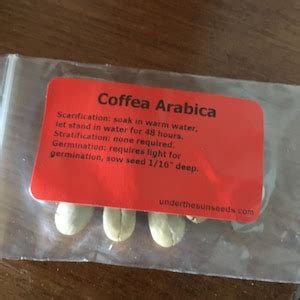 Coffea Arabica
Scarification: soak in warm water,
let stand in water for 48 hours.
Stratification: none required.
Germination: requires light for
germination, sow seed 1/16" deep.
underthesunseeds.com